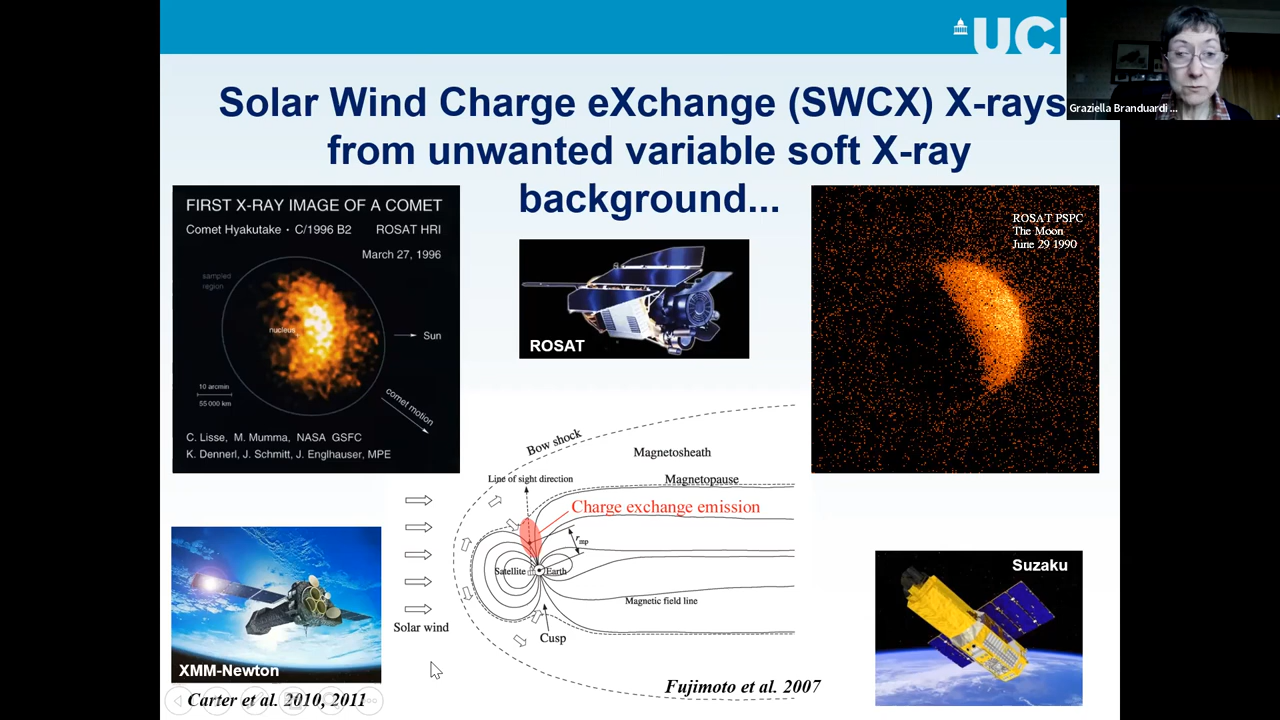 UCL
Graziella Branduardi ...
Solar Wind Charge eXchange (SWCX) X-rays
from unwanted variable soft X-ray
background...
FIRST X-RAY IMAGE OF A COMET
Comet Hyakutake · C/1996 B2 ROSAT HRI
March 27, 1996
sampled
region
nucleus
Sun
10 arcmin
55 000 km
comet motion
C. Lisse, M. Mumma, NASA GSFC
K. Dennerl, J. Schmitt, J. Englhauser, MPE
ROSAT
ROSAT PSPC
The Moon
June 29 1990
Bow shock
Magnetosheath
Line of sight direction
Magnetopause
Charge exchange emission
rmp
Satellite
Earth
Magnetic field line
Solar wind
Cusp
XMM-Newton
Suzaku
Carter et al. 2010, 2011
Fujimoto et al. 2007